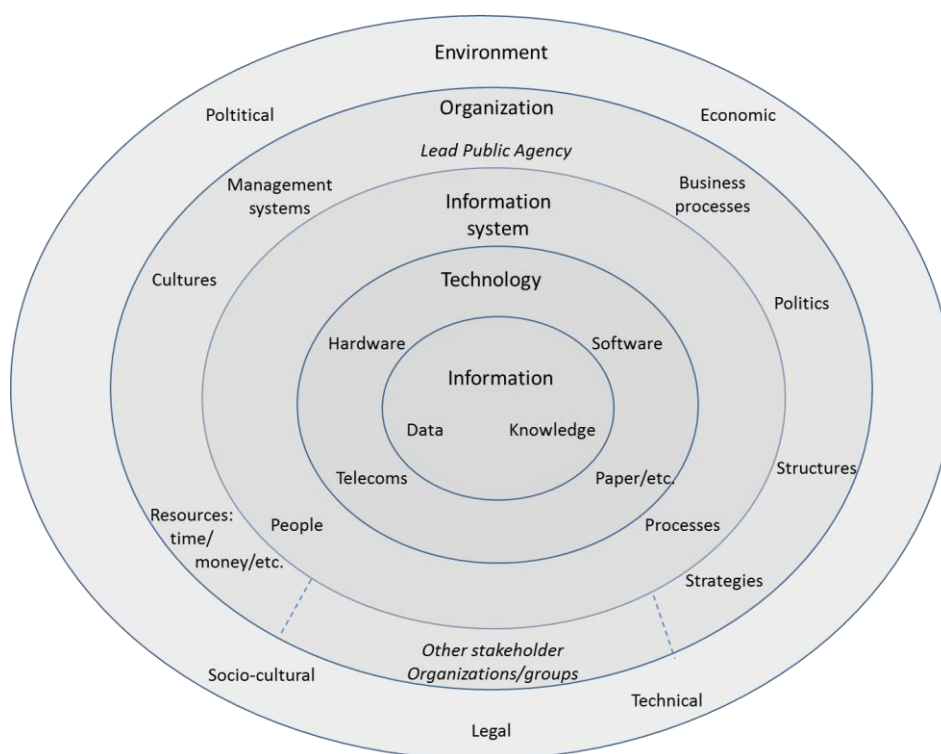 Environment
Poltitical
Economic
Organization
Lead Public Agency
Management
systems
Business
processes
Information
system
Cultures
Technology
Politics
Hardware
Software
Information
Data
Knowledge
Telecoms
Paper/etc.
Structures
Resources:
time/
money/etc.
People
Processes
Strategies
Other stakeholder
Organizations/groups
Socio-cultural
Technical
Legal